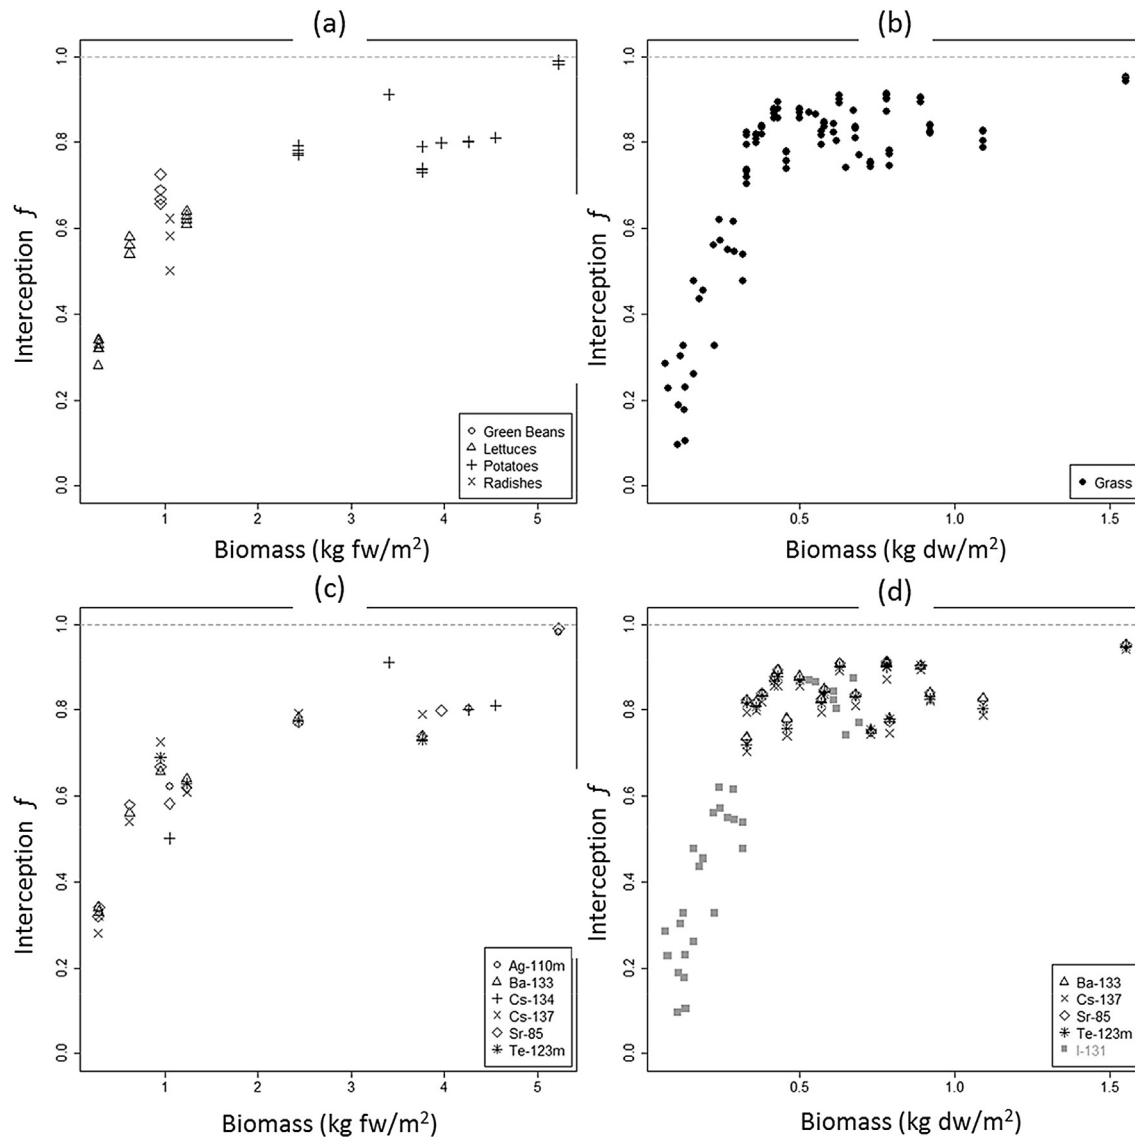 (a)
1.0
0.8
0.6
0.4
0.2
0.0
Interception f
1 2 3 4 5
Biomass (kg fw/m²)
Green Beans
Lettuces
Potatoes
Radishes
(b)
1.0
0.8
0.6
0.4
0.2
0.0
Interception f
0.5 1.0 1.5
Biomass (kg dw/m²)
Grass
(c)
1.0
0.8
0.6
0.4
0.2
0.0
Interception f
1 2 3 4 5
Biomass (kg fw/m²)
Ag-110m
Ba-133
Cs-134
Cs-137
Sr-85
Te-123m
(d)
1.0
0.8
0.6
0.4
0.2
0.0
Interception f
0.5 1.0 1.5
Biomass (kg dw/m²)
Ba-133
Cs-137
Sr-85
Te-123m
I-131